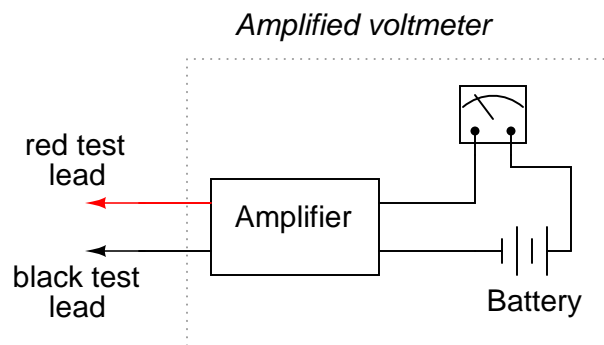 Amplified voltmeter
red test
lead
Amplifier
black test
lead
Battery